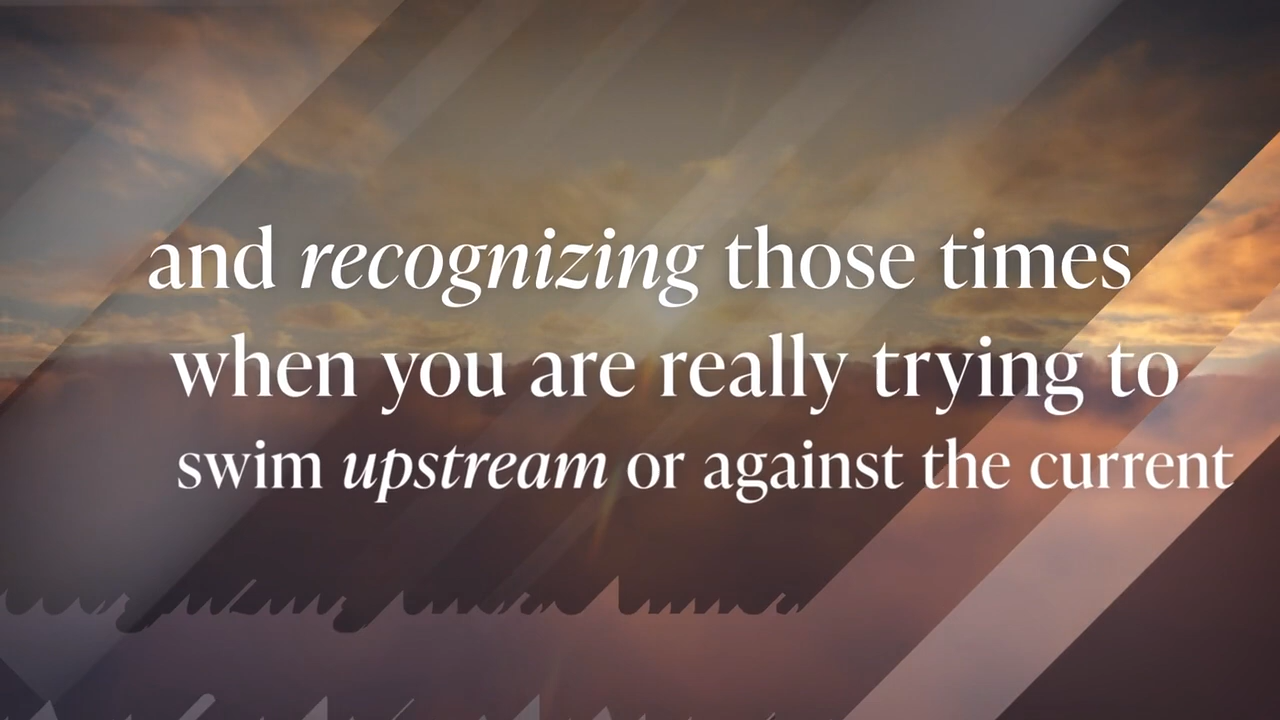 and recognizing those times
when you are really trying to
swim upstream or against the current